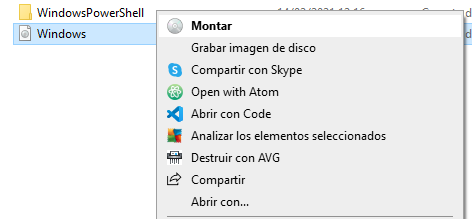 WindowsPowerShell
Windows
Montar
Grabar imagen de disco
Compartir con Skype
Open with Atom
Abrir con Code
Analizar los elementos seleccionados
Destruir con AVG
Compartir
Abrir con...